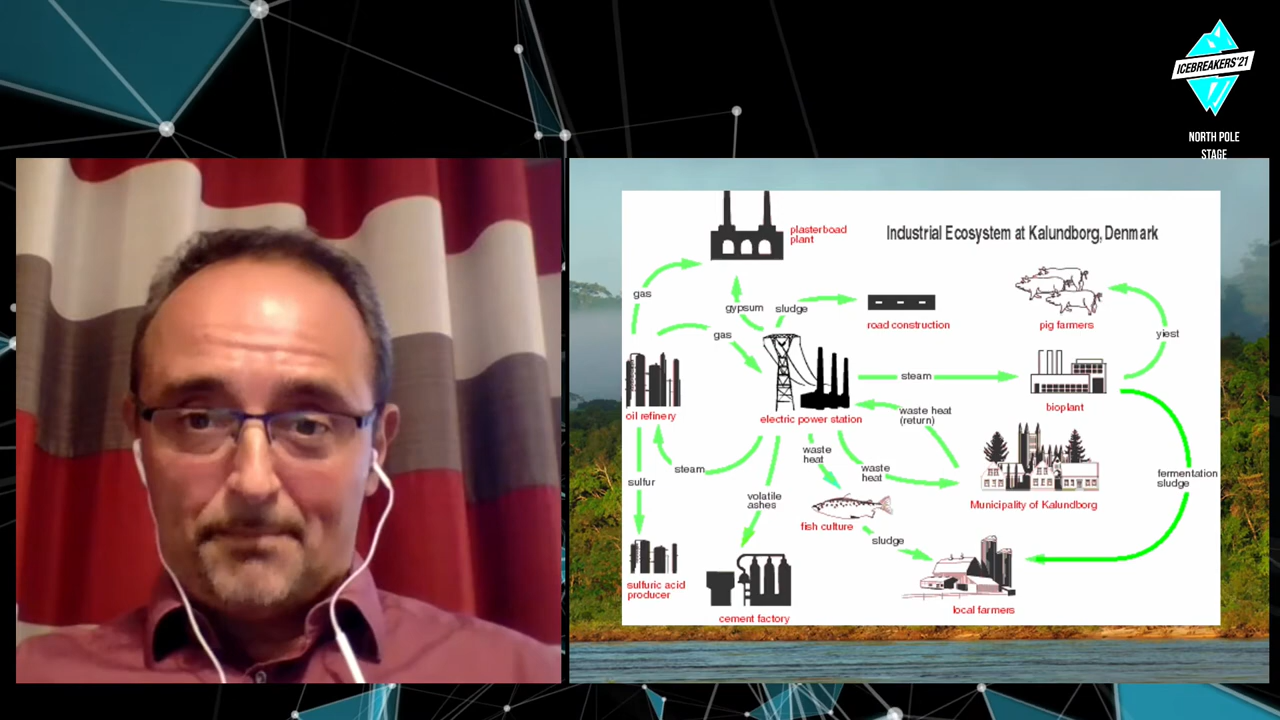 ICEBREAKERS'21
NORTH POLE
STAGE
Industrial Ecosystem at Kalundborg, Denmark
plasterboad
plant
gas
gypsum
sludge
road construction
pig farmers
gas
yiest
steam
oil refinery
electric power station
bioplant
waste heat
(return)
waste
heat
waste
heat
steam
sulfur
volatile
ashes
fermentation
sludge
Municipality of Kalundborg
fish culture
sludge
sulfuric acid
producer
cement factory
local farmers